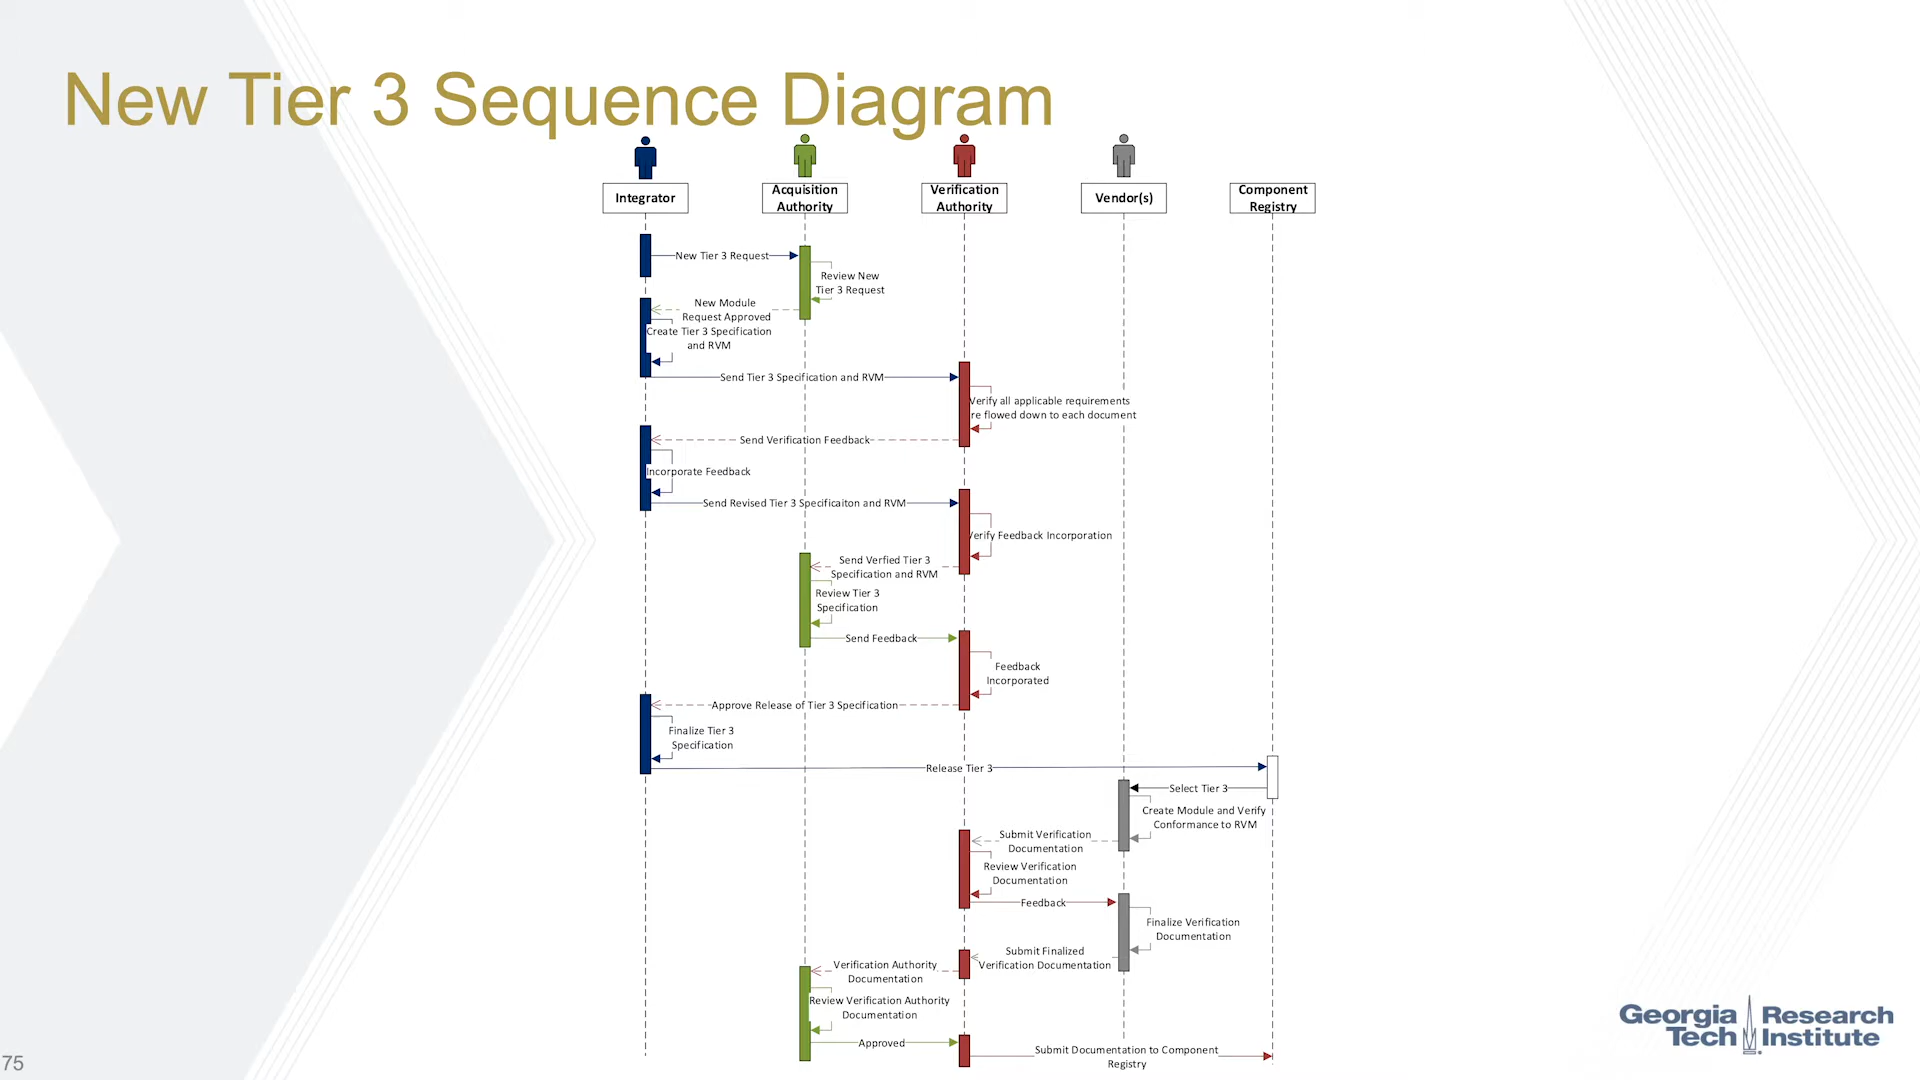 New Tier 3 Sequence Diagram
Integrator
Acquisition
Authority
Verification
Authority
Vendor(s)
Component
Registry
New Tier 3 Request
Review New
Tier 3 Request
New Module
Request Approved
Create Tier 3 Specification
and RVM
Send Tier 3 Specification and RVM
Verify all applicable requirements
re flowed down to each document
Send Verification Feedback
Incorporate Feedback
Send Revised Tier 3 Specificaiton and RVM
Verify Feedback Incorporation
Send Verfied Tier 3
Specification and RVM
Review Tier 3
Specification
Send Feedback
Feedback
Incorporated
Approve Release of Tier 3 Specification
Finalize Tier 3
Specification
Release Tier 3
Select Tier 3
Create Module and Verify
Conformance to RVM
Submit Verification
Documentation
Review Verification
Documentation
Feedback
Finalize Verification
Documentation
Submit Finalized
Verification Documentation
Verification Authority
Documentation
Review Verification Authority
Documentation
Approved
Submit Documentation to Component
Registry
Georgia Research
Tech Institute
75